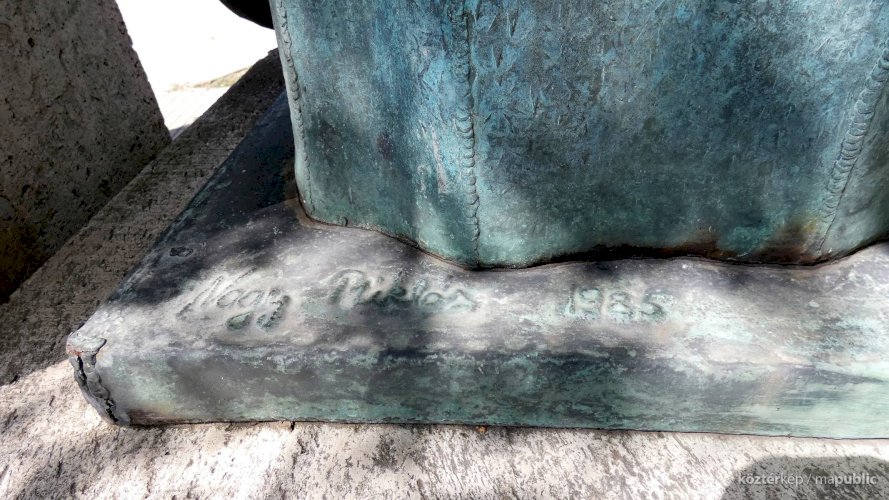 Nagy Miklós 1985
köztérkép / mapublic